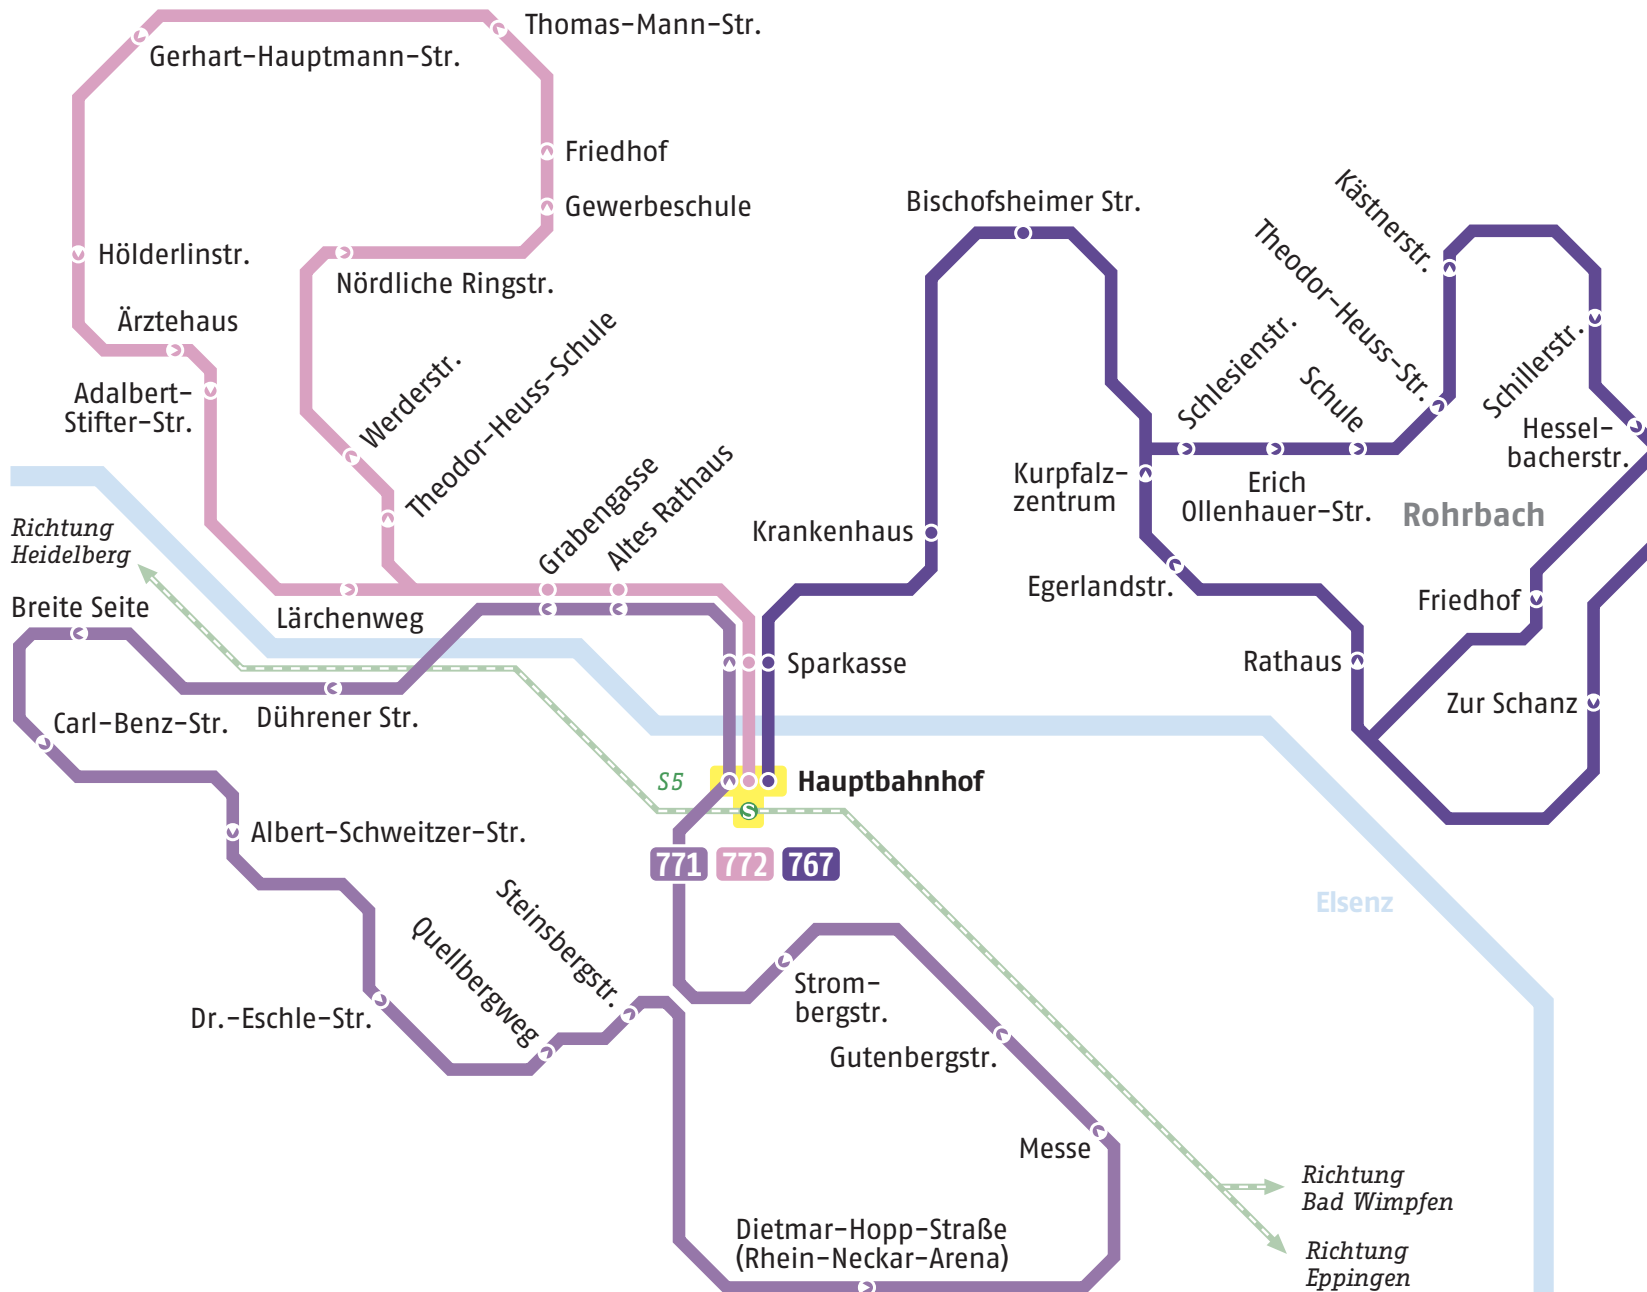 Thomas-Mann-Str.
Gerhart-Hauptmann-Str.
Friedhof
Gewerbeschule
Bischofsheimer Str.
Kästnerstr.
Hölderlinstr.
Nördliche Ringstr.
Theodor-Heuss-Str.
Ärztehaus
Adalbert-
Stifter-Str.
Werderstr.
Theodor-Heuss-Schule
Schlesienstr.
Schule
Schillerstr.
Hessel-
bacherstr.
Kurpfalz-
zentrum
Erich
Ollenhauer-Str.
Rohrbach
Richtung
Heidelberg
Grabengasse
Altes Rathaus
Krankenhaus
Egerlandstr.
Friedhof
Breite Seite
Lärchenweg
Sparkasse
Rathaus
Zur Schanz
Carl-Benz-Str.
Dührener Str.
S5
Hauptbahnhof
S
Albert-Schweitzer-Str.
771
772
767
Elsenz
Steinsbergstr.
Quellbergweg
Strom-
bergstr.
Dr.-Eschle-Str.
Gutenbergstr.
Messe
Richtung
Bad Wimpfen
Dietmar-Hopp-Straße
(Rhein-Neckar-Arena)
Richtung
Eppingen